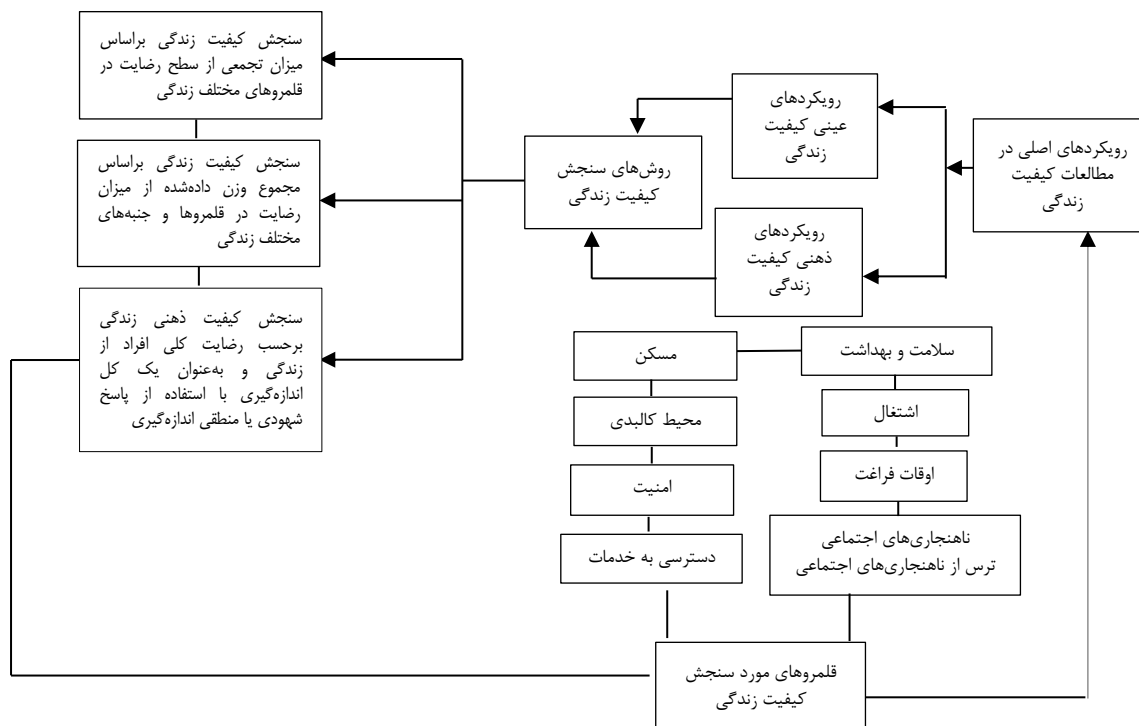 رویکردهای اصلی در
مطالعات کیفیت
زندگی
رویکردهای
عینی کیفیت
زندگی
رویکردهای
ذهنی کیفیت
زندگی
روش‌های سنجش
کیفیت زندگی
سنجش کیفیت زندگی براساس
میزان تجمعی از سطح رضایت در
قلمروهای مختلف زندگی
سنجش کیفیت زندگی براساس
مجموع وزن داده‌شده از میزان
رضایت در قلمروها و جنبه‌های
مختلف زندگی
سنجش کیفیت ذهنی زندگی
برحسب رضایت کلی افراد از
زندگی و به‌عنوان یک کل
اندازه‌گیری با استفاده از پاسخ
شهودی یا منطقی اندازه‌گیری
سلامت و بهداشت
اشتغال
اوقات فراغت
ناهنجاری‌های اجتماعی
ترس از ناهنجاری‌های اجتماعی
مسکن
محیط کالبدی
امنیت
دسترسی به خدمات
قلمروهای مورد سنجش
کیفیت زندگی